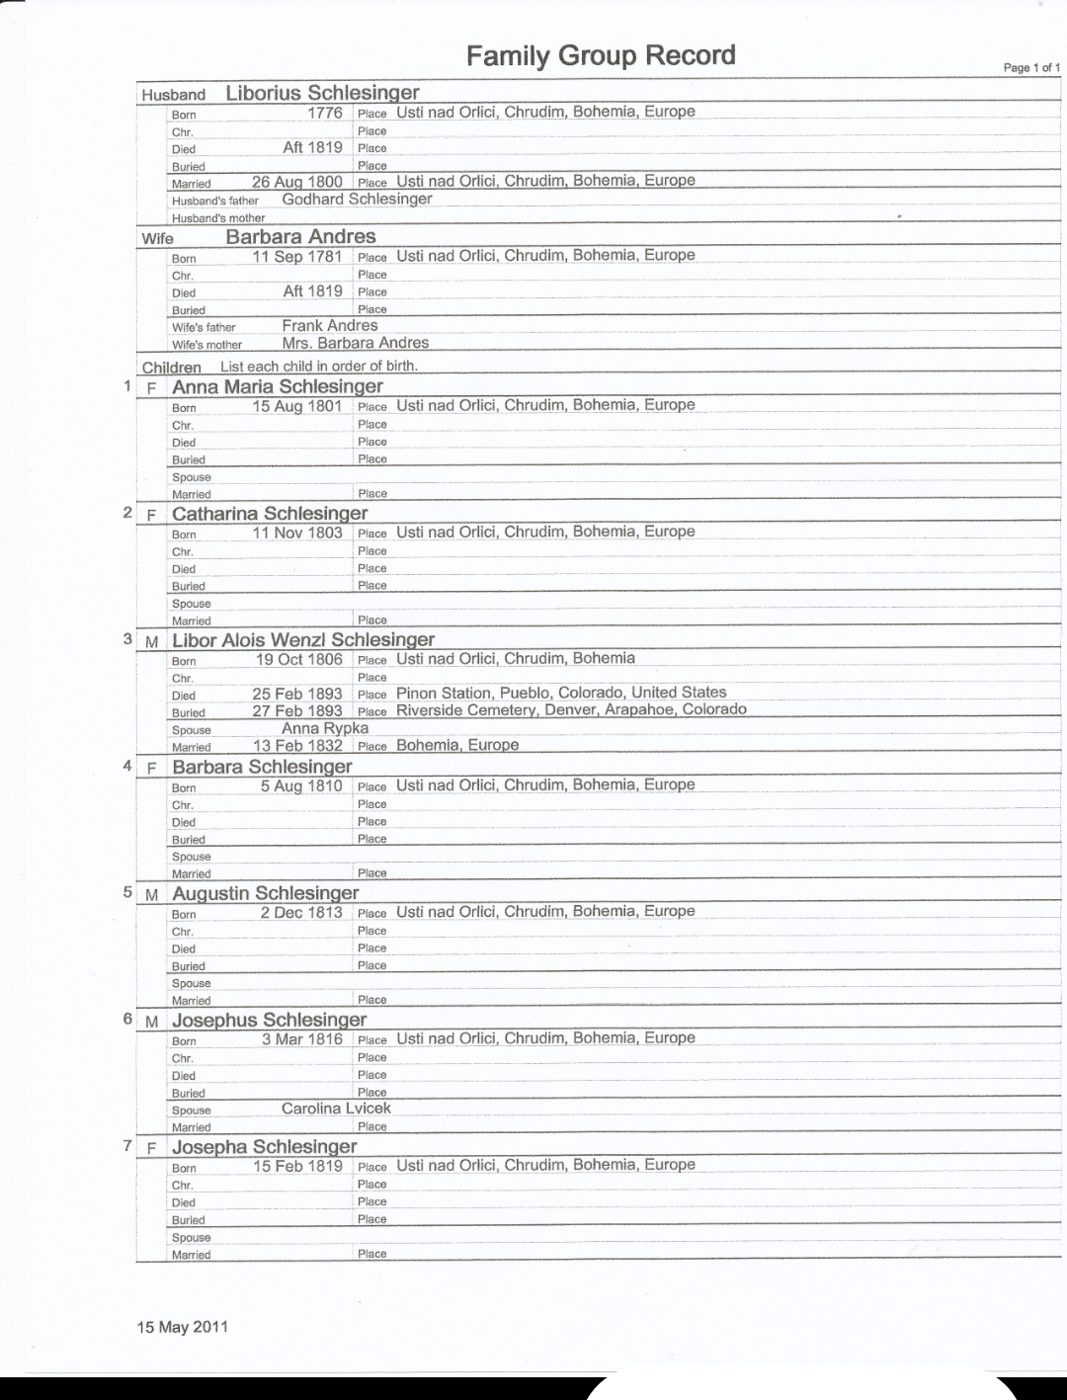 Family Group Record
Page 1 of 1
Husband Liborius Schlesinger
Born 1776 Place Usti nad Orlici, Chrudim, Bohemia, Europe
Chr. Place
Died Aft 1819 Place
Buried Place
Married 26 Aug 1800 Place Usti nad Orlici, Chrudim, Bohemia, Europe
Husband's father Godhard Schlesinger
Husband's mother
Wife Barbara Andres
Born 11 Sep 1781 Place Usti nad Orlici, Chrudim, Bohemia, Europe
Chr. Place
Died Aft 1819 Place
Buried Place
Wife's father Frank Andres
Wife's mother Mrs. Barbara Andres
Children List each child in order of birth.
1 F Anna Maria Schlesinger
Born 15 Aug 1801 Place Usti nad Orlici, Chrudim, Bohemia, Europe
Chr. Place
Died Place
Buried Place
Spouse
Married Place
2 F Catharina Schlesinger
Born 11 Nov 1803 Place Usti nad Orlici, Chrudim, Bohemia, Europe
Chr. Place
Died Place
Buried Place
Spouse
Married Place
3 M Libor Alois Wenzl Schlesinger
Born 19 Oct 1806 Place Usti nad Orlici, Chrudim, Bohemia
Chr. Place
Died 25 Feb 1893 Place Pinon Station, Pueblo, Colorado, United States
Buried 27 Feb 1893 Place Riverside Cemetery, Denver, Arapahoe, Colorado
Spouse Anna Rypka
Married 13 Feb 1832 Place Bohemia, Europe
4 F Barbara Schlesinger
Born 5 Aug 1810 Place Usti nad Orlici, Chrudim, Bohemia, Europe
Chr. Place
Died Place
Buried Place
Spouse
Married Place
5 M Augustin Schlesinger
Born 2 Dec 1813 Place Usti nad Orlici, Chrudim, Bohemia, Europe
Chr. Place
Died Place
Buried Place
Spouse
Married Place
6 M Josephus Schlesinger
Born 3 Mar 1816 Place Usti nad Orlici, Chrudim, Bohemia, Europe
Chr. Place
Died Place
Buried Place
Spouse Carolina Lvicek
Married Place
7 F Josepha Schlesinger
Born 15 Feb 1819 Place Usti nad Orlici, Chrudim, Bohemia, Europe
Chr. Place
Died Place
Buried Place
Spouse
Married Place
15 May 2011